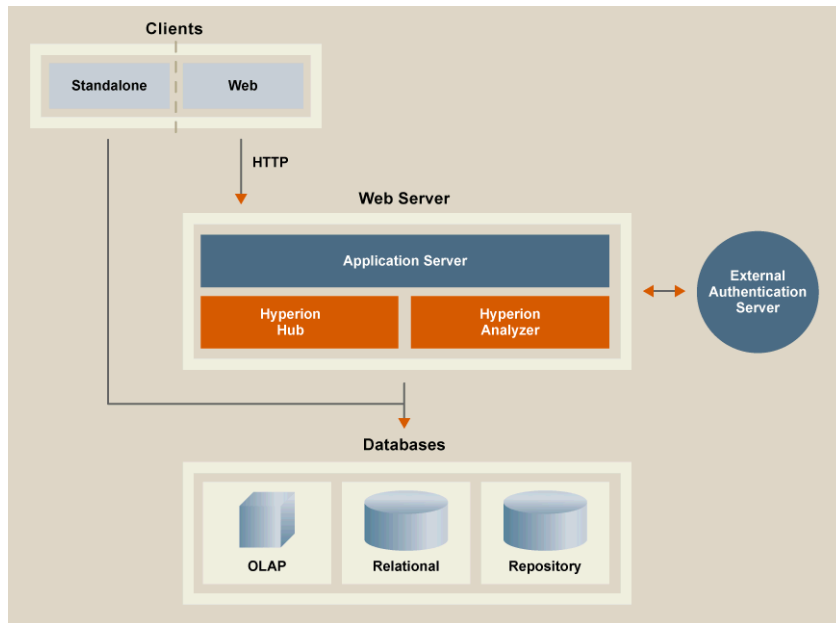 Clients
Standalone
Web
HTTP
Web Server
Application Server
Hyperion
Hub
Hyperion
Analyzer
External
Authentication
Server
Databases
OLAP
Relational
Repository